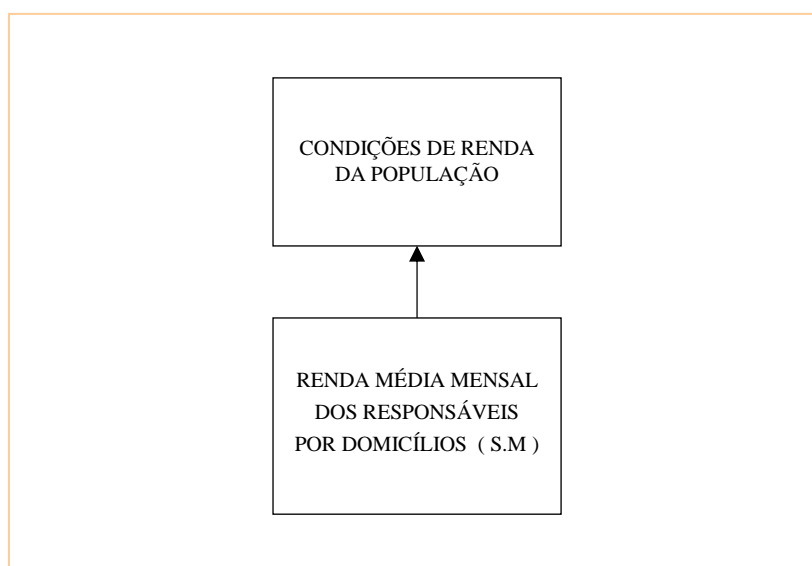 CONDIÇÕES DE RENDA
DA POPULAÇÃO
RENDA MÉDIA MENSAL
DOS RESPONSÁVEIS
POR DOMICÍLIOS ( S.M )